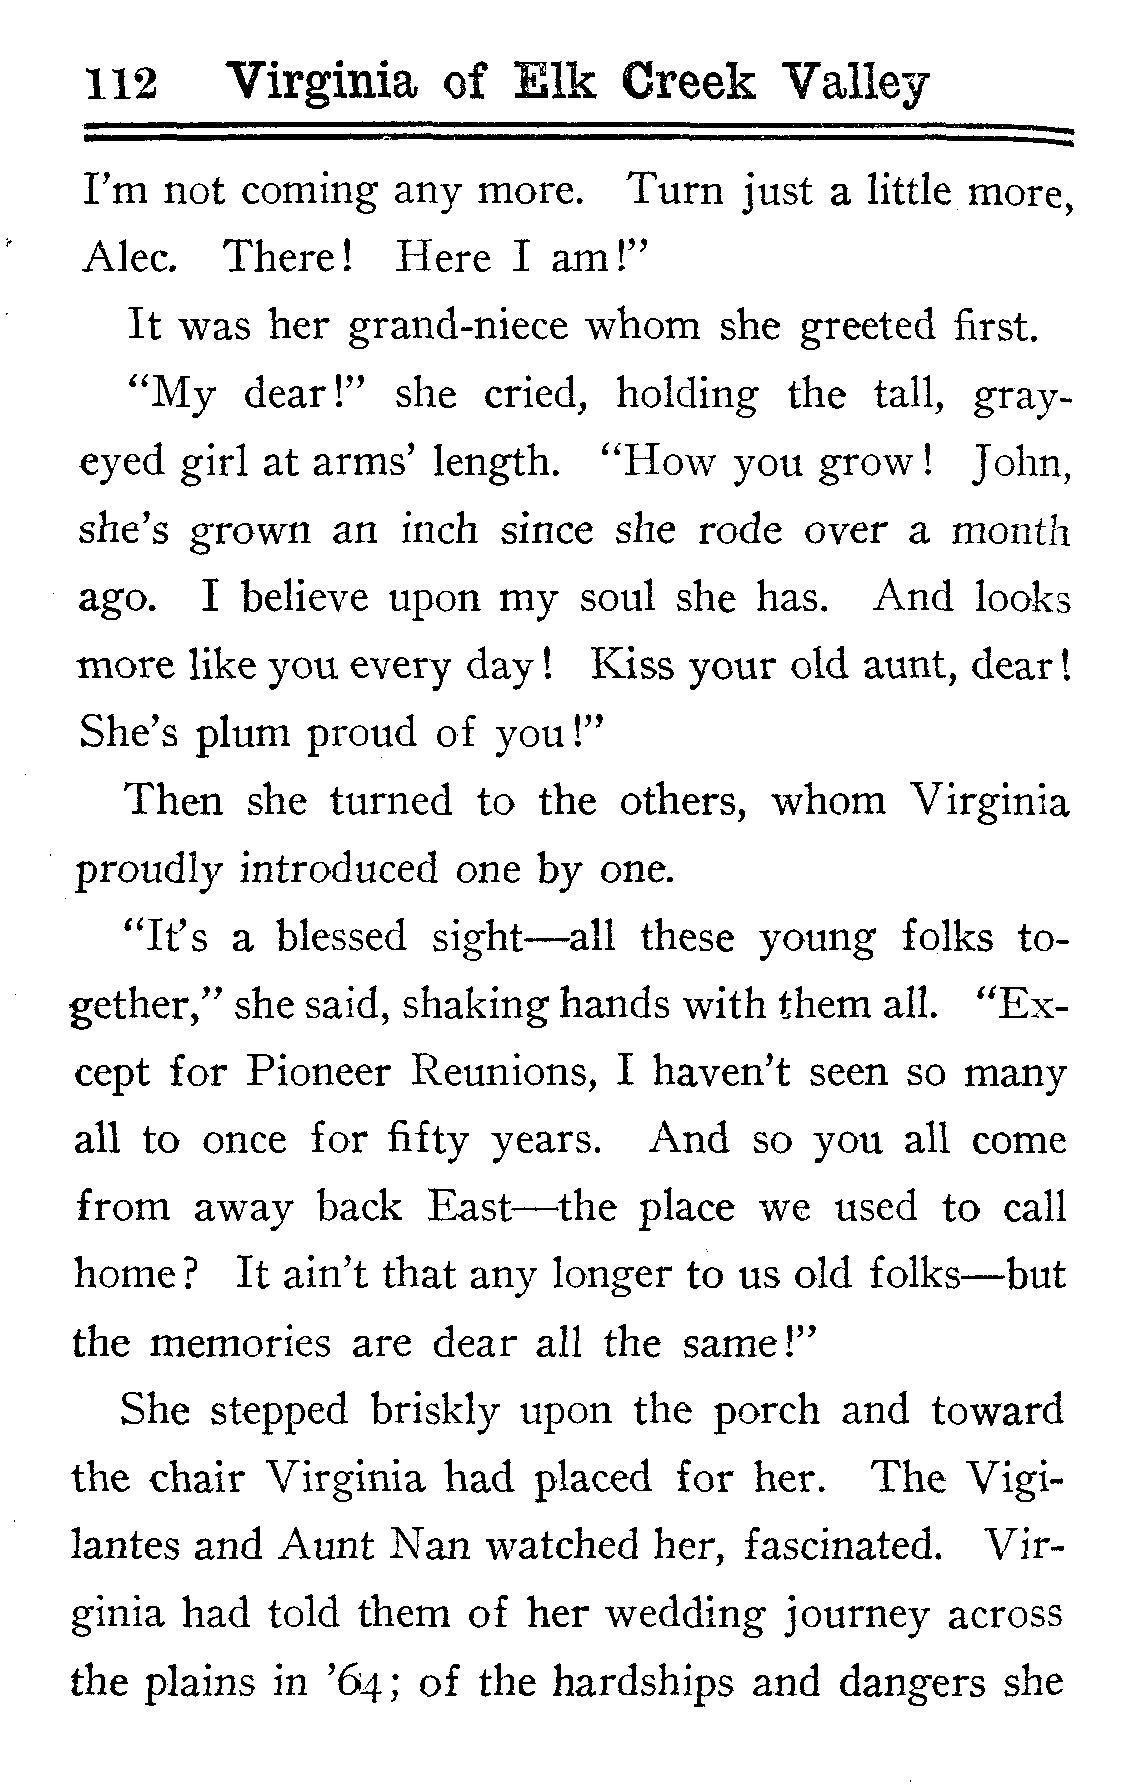 112 Virginia of Elk Creek Valley
I'm not coming any more. Turn just a little more,
Alec. There! Here I am!"
It was her grand-niece whom she greeted first.
"My dear!" she cried, holding the tall, gray-
eyed girl at arms' length. "How you grow! John,
she's grown an inch since she rode over a month
ago. I believe upon my soul she has. And looks
more like you every day! Kiss your old aunt, dear!
She's plum proud of you!"
Then she turned to the others, whom Virginia
proudly introduced one by one.
"It's a blessed sight—all these young folks to-
gether," she said, shaking hands with them all. "Ex-
cept for Pioneer Reunions, I haven't seen so many
all to once for fifty years. And so you all come
from away back East—the place we used to call
home? It ain't that any longer to us old folks—but
the memories are dear all the same!"
She stepped briskly upon the porch and toward
the chair Virginia had placed for her. The Vigi-
lantes and Aunt Nan watched her, fascinated. Vir-
ginia had told them of her wedding journey across
the plains in '64; of the hardships and dangers she